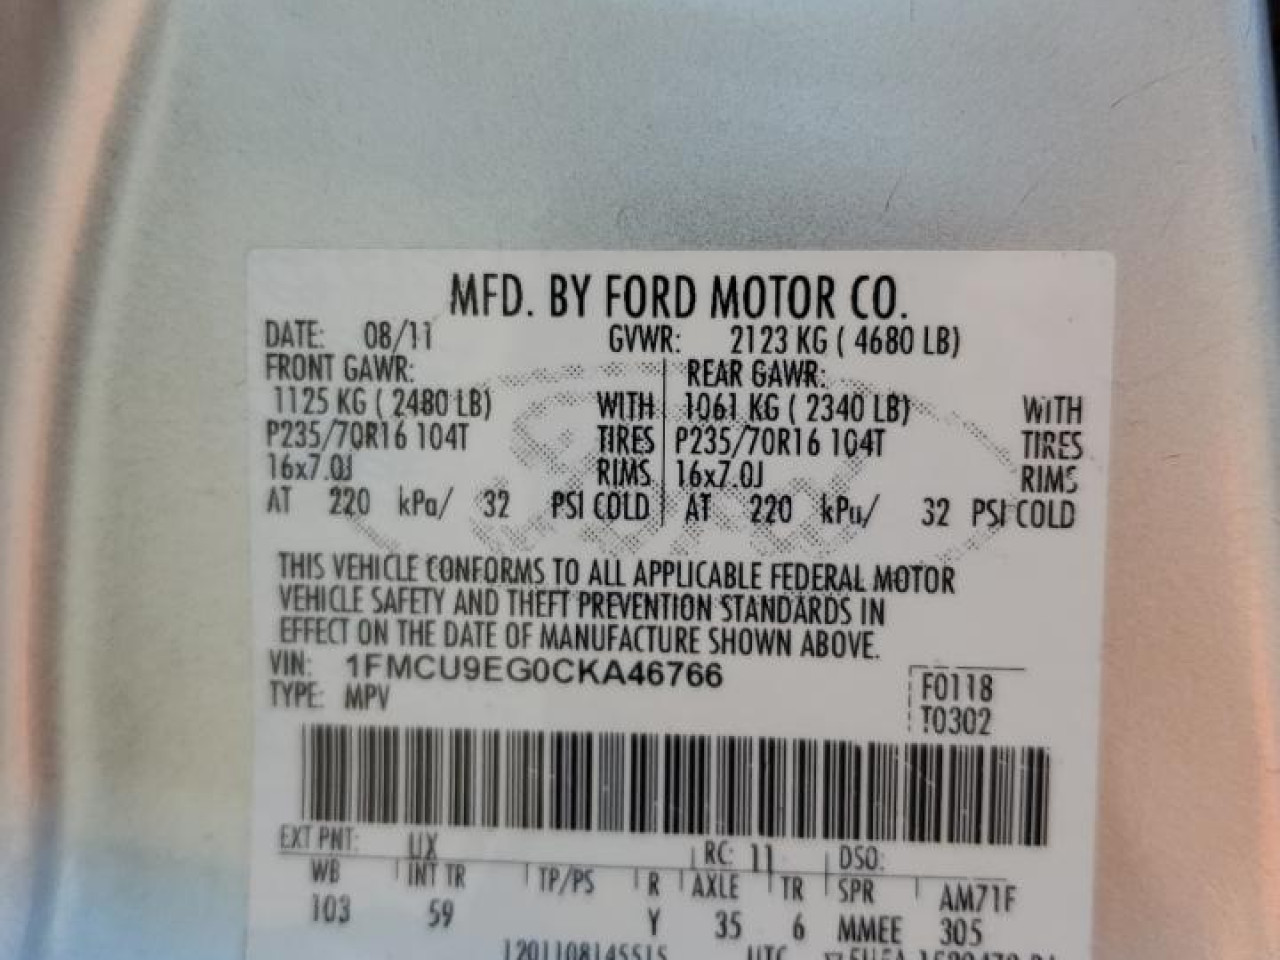 MFD. BY FORD MOTOR CO.
DATE: 08/11 GVWR: 2123 KG ( 4680 LB)
FRONT GAWR: REAR GAWR:
1125 KG ( 2480 LB) WITH 1061 KG ( 2340 LB) WITH
P235/70R16 104T TIRES P235/70R16 104T TIRES
16x7.0J RIMS 16x7.0J RIMS
AT 220 kPa/ 32 PSI COLD AT 220 kPa/ 32 PSI COLD
THIS VEHICLE CONFORMS TO ALL APPLICABLE FEDERAL MOTOR
VEHICLE SAFETY AND THEFT PREVENTION STANDARDS IN
EFFECT ON THE DATE OF MANUFACTURE SHOWN ABOVE.
VIN: 1FMCU9EG0CKA46766
TYPE: MPV
F0118
T0302
EXT PNT: UX RC: 11 DSO:
WB INT TR TP/PS R AXLE TR SPR AM71F
103 59 Y 35 6 MMEE 305
1201108145515 UTC